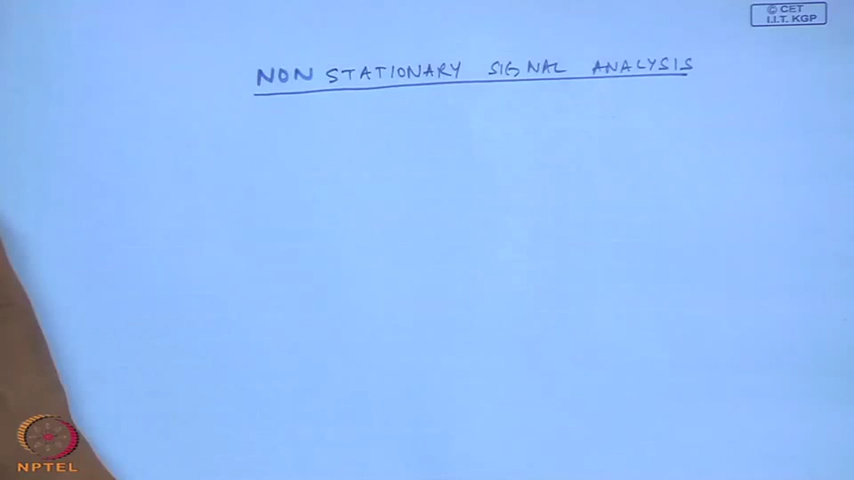 © CET
I.I.T. KGP
NON STATIONARY SIGNAL ANALYSIS
NPTEL